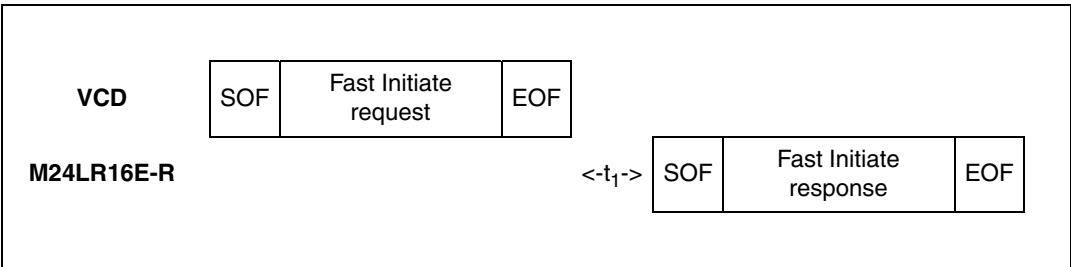 VCD SOF Fast Initiate request EOF
M24LR16E-R <-t1-> SOF Fast Initiate response EOF